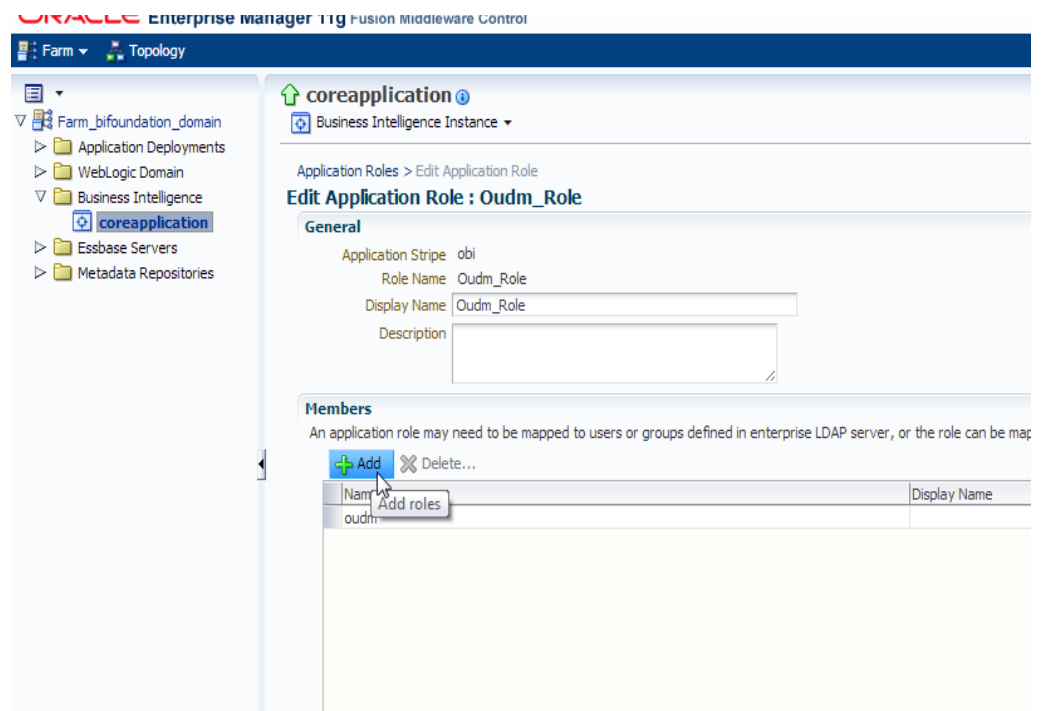 ORACLE Enterprise Manager 11g Fusion Middleware Control
Farm Topology
Farm_bifoundation_domain
Application Deployments
WebLogic Domain
Business Intelligence
coreapplication
Essbase Servers
Metadata Repositories
coreapplication
Business Intelligence Instance
Application Roles > Edit Application Role
Edit Application Role : Oudm_Role
General
Application Stripe obi
Role Name Oudm_Role
Display Name Oudm_Role
Description
Members
An application role may need to be mapped to users or groups defined in enterprise LDAP server, or the role can be map
Add Delete...
Nam Display Name
Add roles
oudm